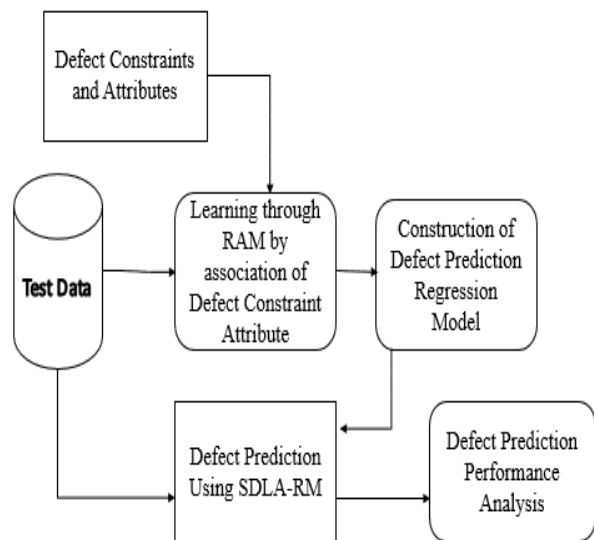 Defect Constraints
and Attributes
Test Data
Learning through
RAM by
association of
Defect Constraint
Attribute
Construction of
Defect Prediction
Regression
Model
Defect Prediction
Using SDLA-RM
Defect Prediction
Performance
Analysis